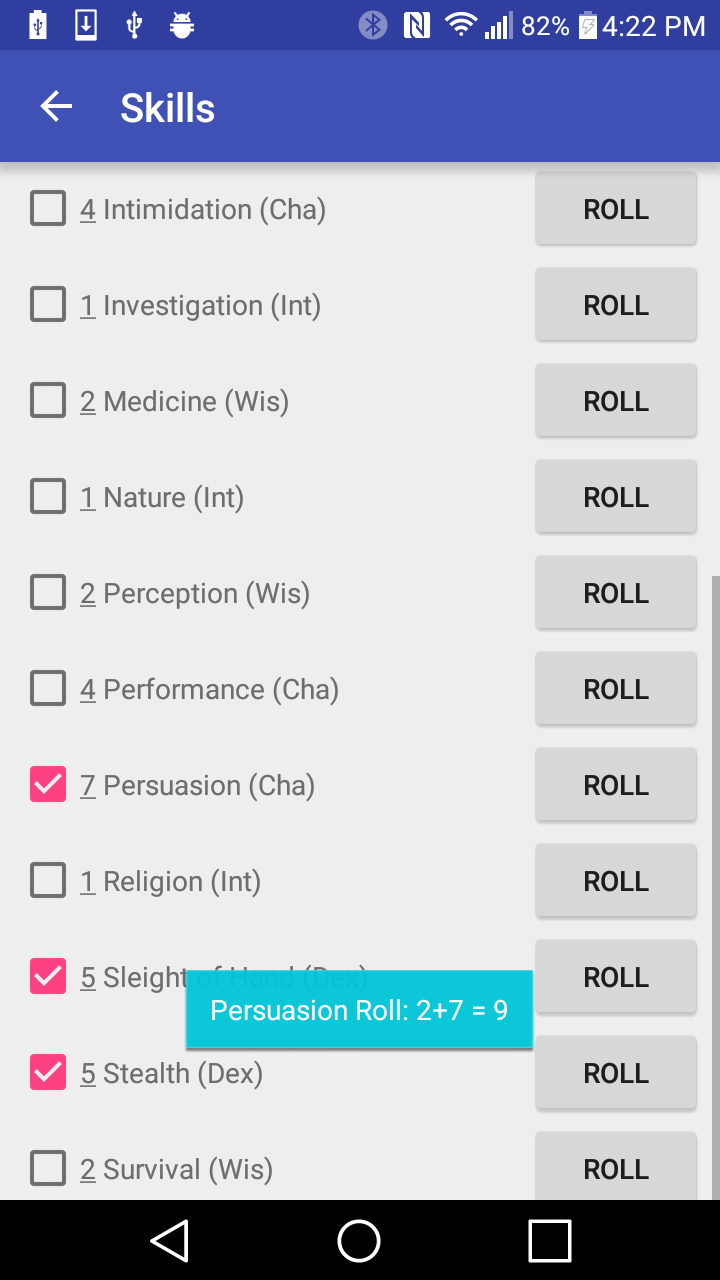 82% 4:22 PM
Skills
4 Intimidation (Cha) ROLL
1 Investigation (Int) ROLL
2 Medicine (Wis) ROLL
1 Nature (Int) ROLL
2 Perception (Wis) ROLL
4 Performance (Cha) ROLL
7 Persuasion (Cha) ROLL
1 Religion (Int) ROLL
5 Sleight of Hand (Dex) ROLL
Persuasion Roll: 2+7 = 9
5 Stealth (Dex) ROLL
2 Survival (Wis) ROLL